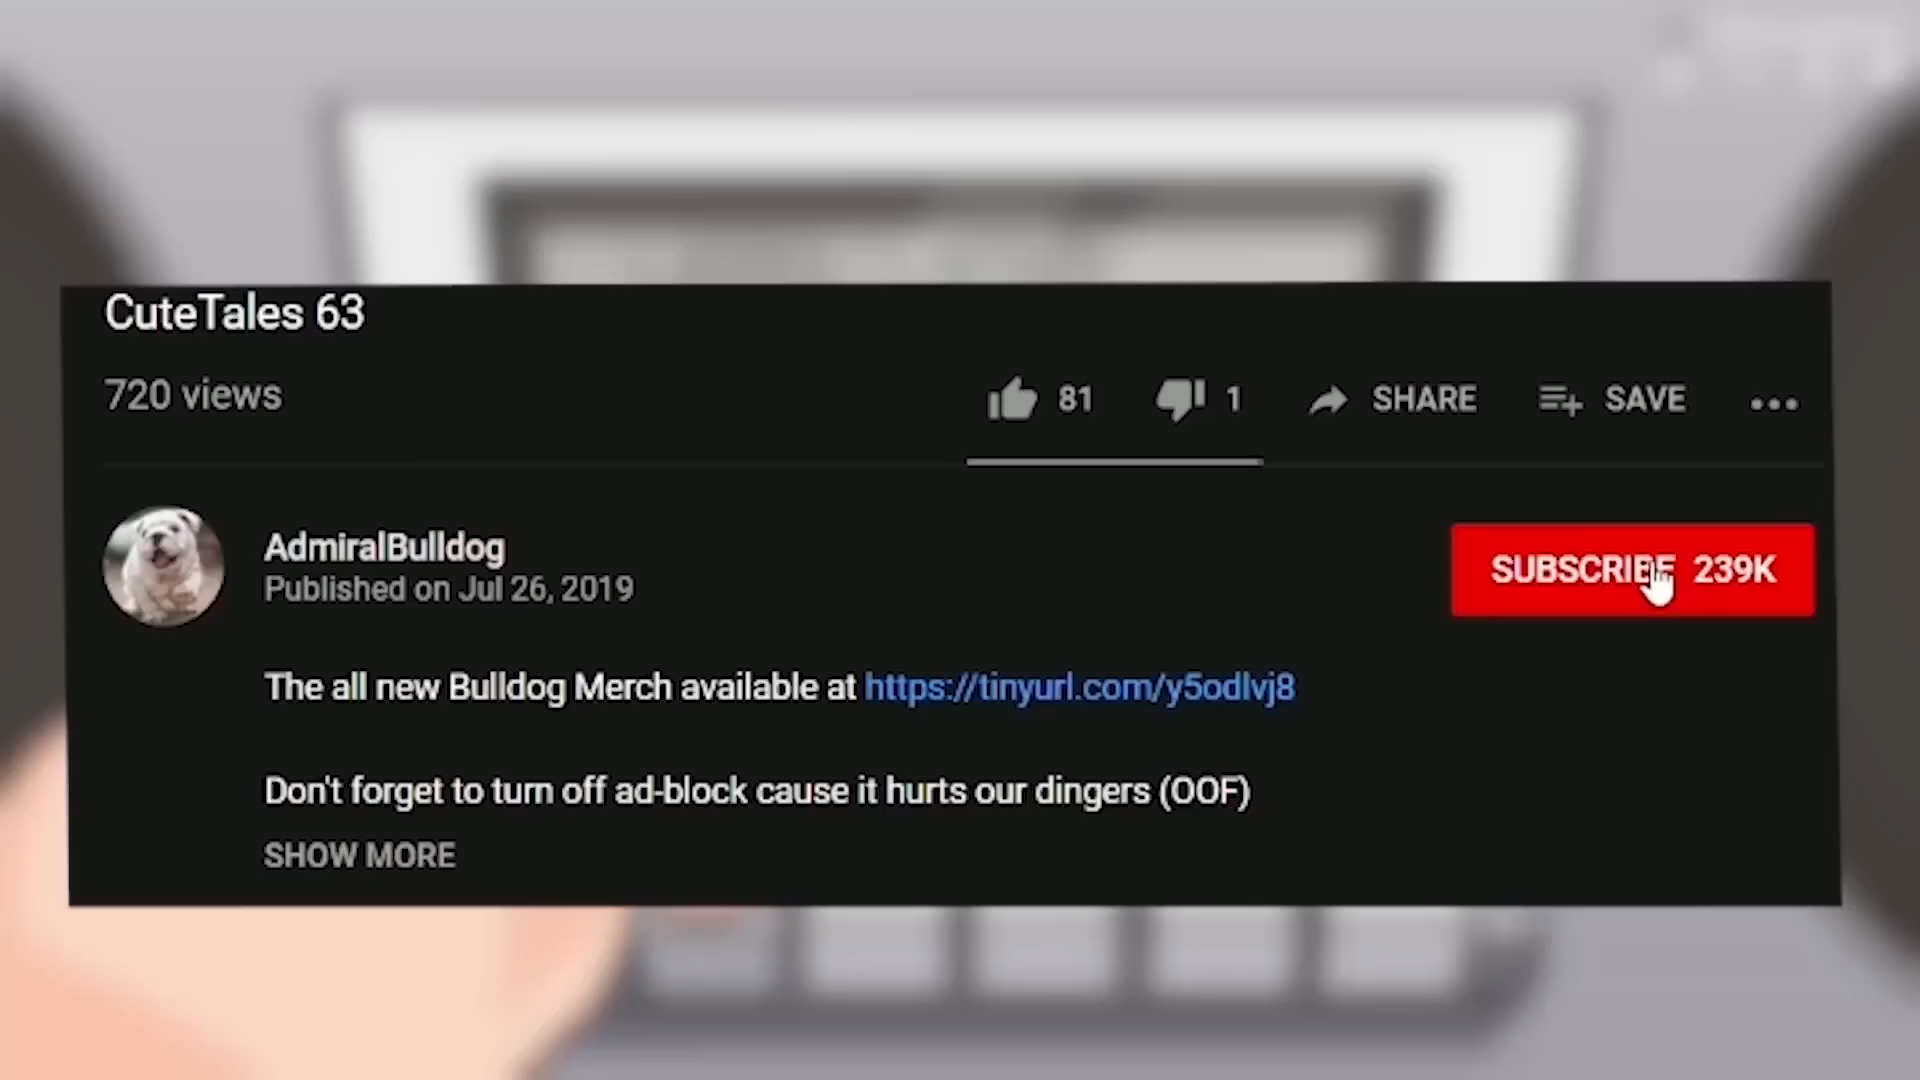 CuteTales 63
720 views
81 1 SHARE SAVE
AdmiralBulldog
Published on Jul 26, 2019
SUBSCRIBE 239K
The all new Bulldog Merch available at https://tinyurl.com/y5odlvj8
Don't forget to turn off ad-block cause it hurts our dingers (OOF)
SHOW MORE